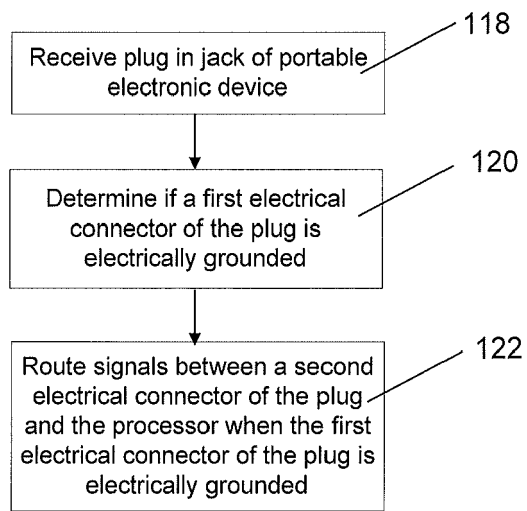 118
Receive plug in jack of portable
electronic device
120
Determine if a first electrical
connector of the plug is
electrically grounded
122
Route signals between a second
electrical connector of the plug
and the processor when the first
electrical connector of the plug is
electrically grounded